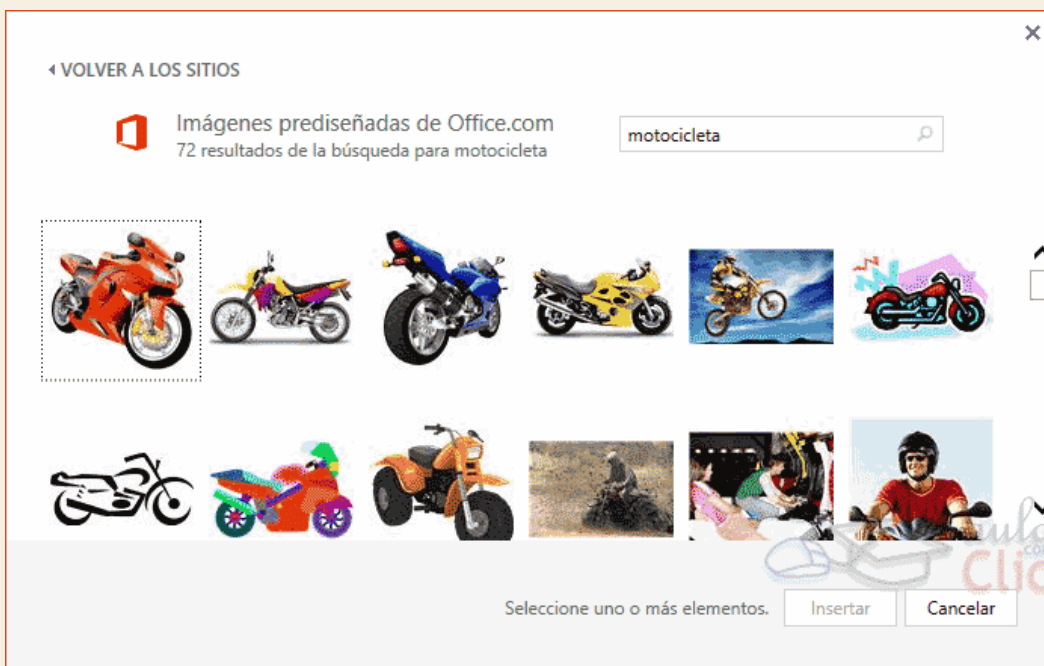 VOLVER A LOS SITIOS
Imágenes prediseñadas de Office.com
motocicleta
72 resultados de la búsqueda para motocicleta
Clic
Seleccione uno o más elementos.
Insertar
Cancelar